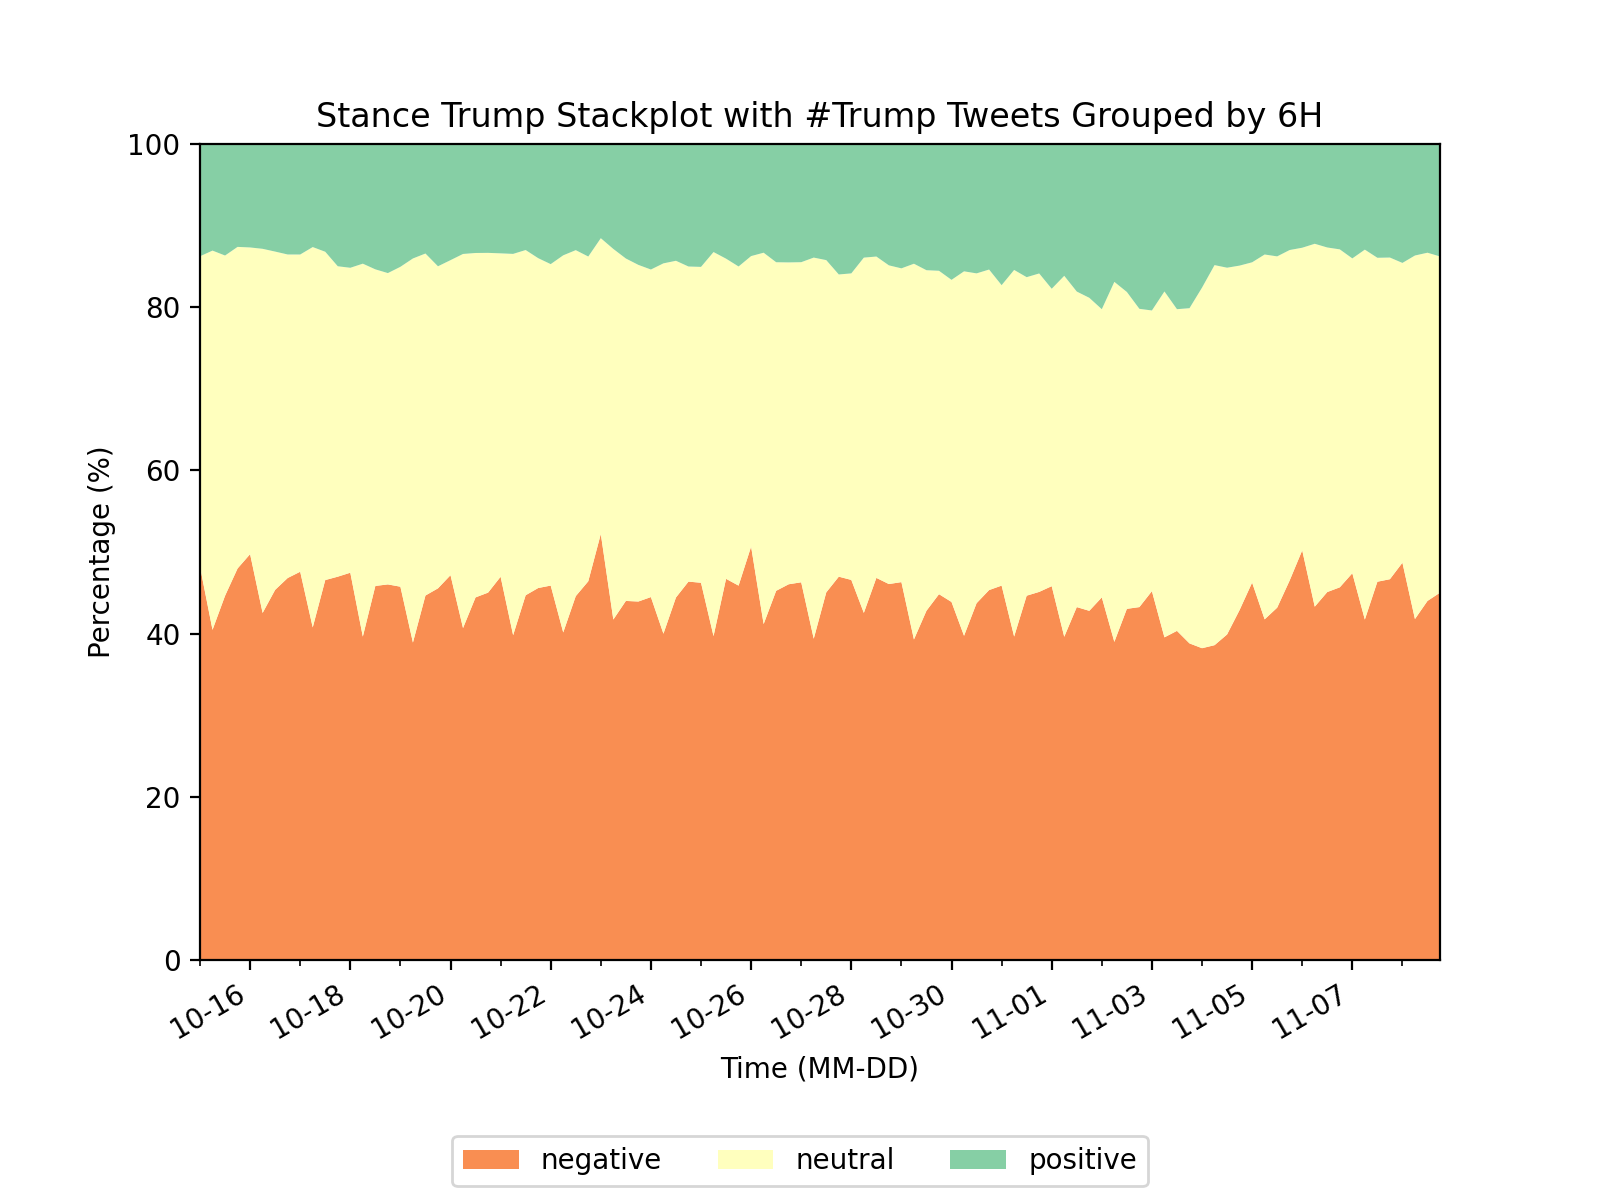 Stance Trump Stackplot with #Trump Tweets Grouped by 6H
100
80
60
40
20
0
Percentage (%)
10-16 10-18 10-20 10-22 10-24 10-26 10-28 10-30 11-01 11-03 11-05 11-07
Time (MM-DD)
negative neutral positive